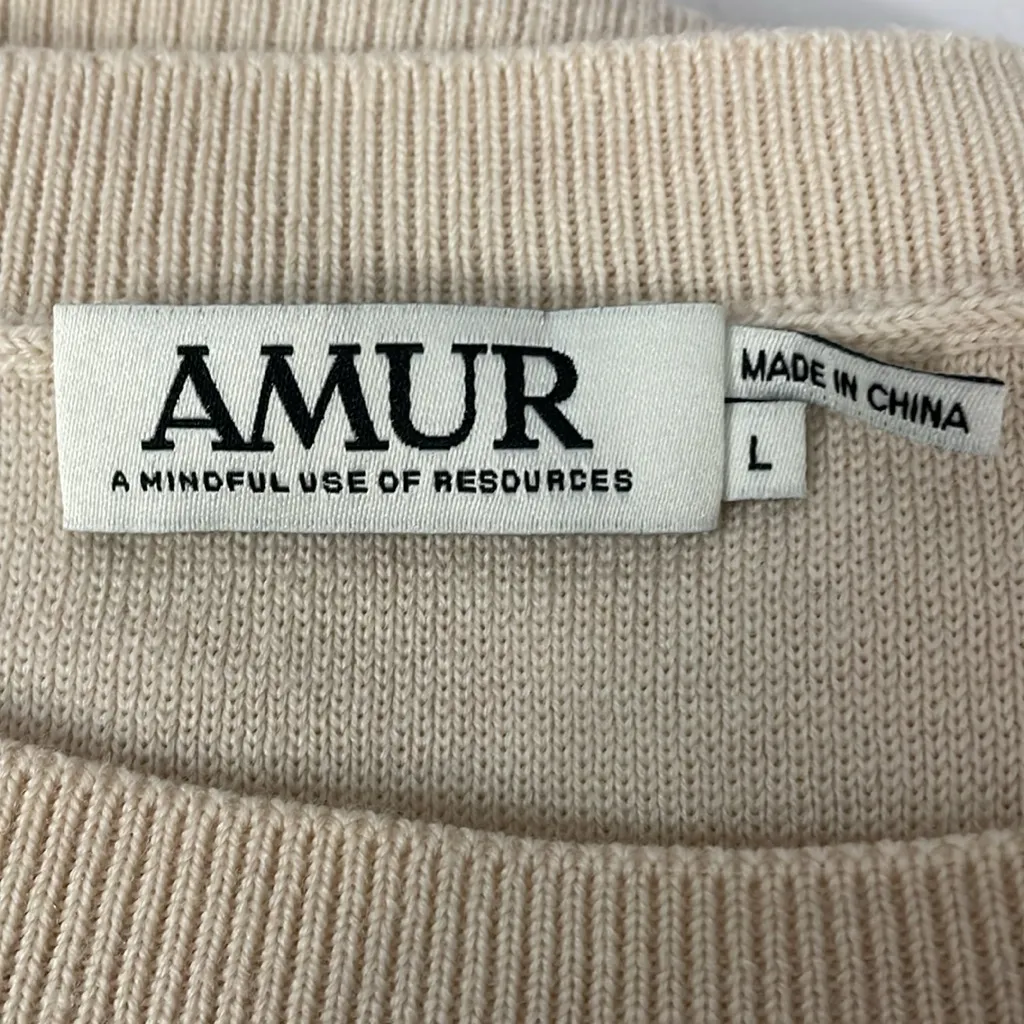 AMUR
A MINDFUL USE OF RESOURCES
MADE IN CHINA
L